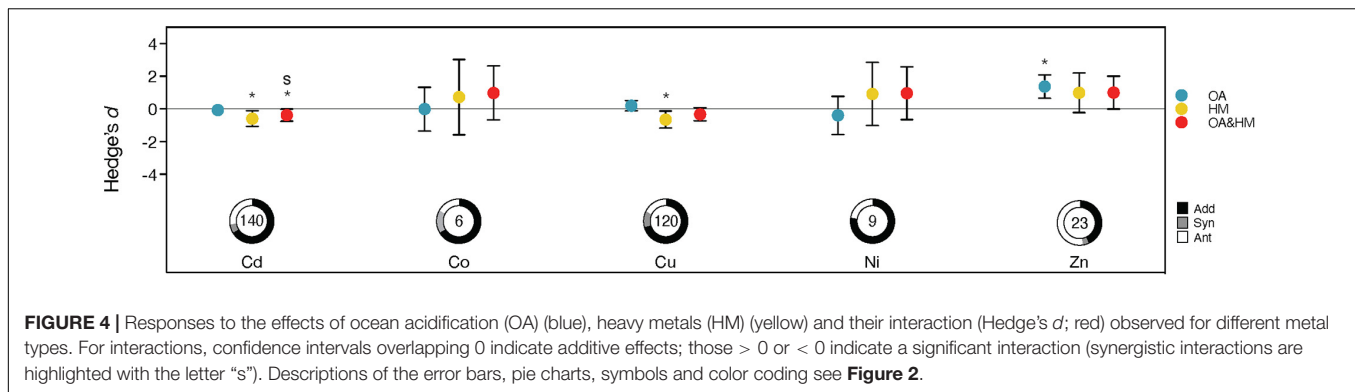 4
2
0
-2
-4
Hedge's d
* s *
*
*
OA
HM
OA&HM
140
6
120
9
23
Add
Syn
Ant
Cd Co Cu Ni Zn
FIGURE 4 | Responses to the effects of ocean acidification (OA) (blue), heavy metals (HM) (yellow) and their interaction (Hedge's d; red) observed for different metal
types. For interactions, confidence intervals overlapping 0 indicate additive effects; those > 0 or < 0 indicate a significant interaction (synergistic interactions are
highlighted with the letter “s”). Descriptions of the error bars, pie charts, symbols and color coding see Figure 2.